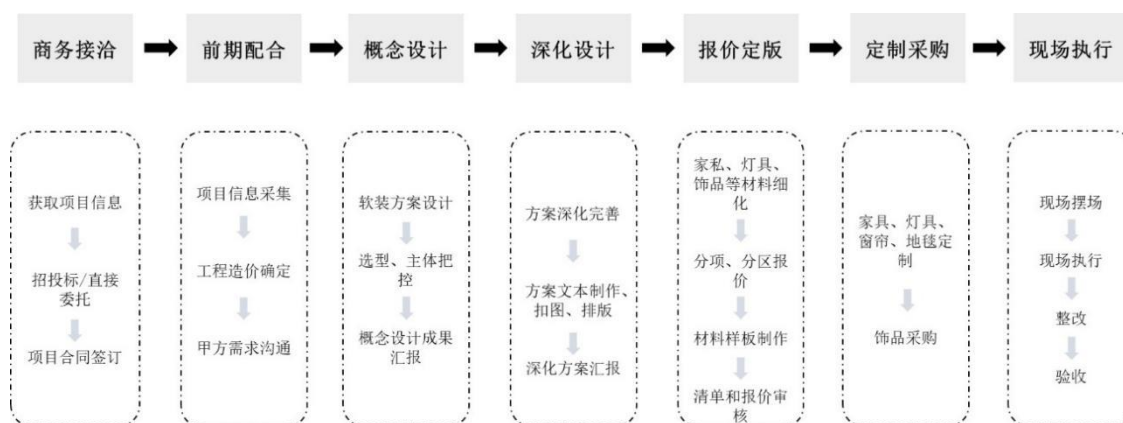 商务接洽
前期配合
概念设计
深化设计
报价定版
定制采购
现场执行
获取项目信息
招投标/直接
委托
项目合同签订
项目信息采集
工程造价确定
甲方需求沟通
软装方案设计
选型、主体把
控
概念设计成果
汇报
方案深化完善
方案文本制作、
扣图、排版
深化方案汇报
家私、灯具、
饰品等材料细
化
分项、分区报
价
材料样板制作
清单和报价审
核
家具、灯具、
窗帘、地毯定
制
饰品采购
现场摆场
现场执行
整改
验收